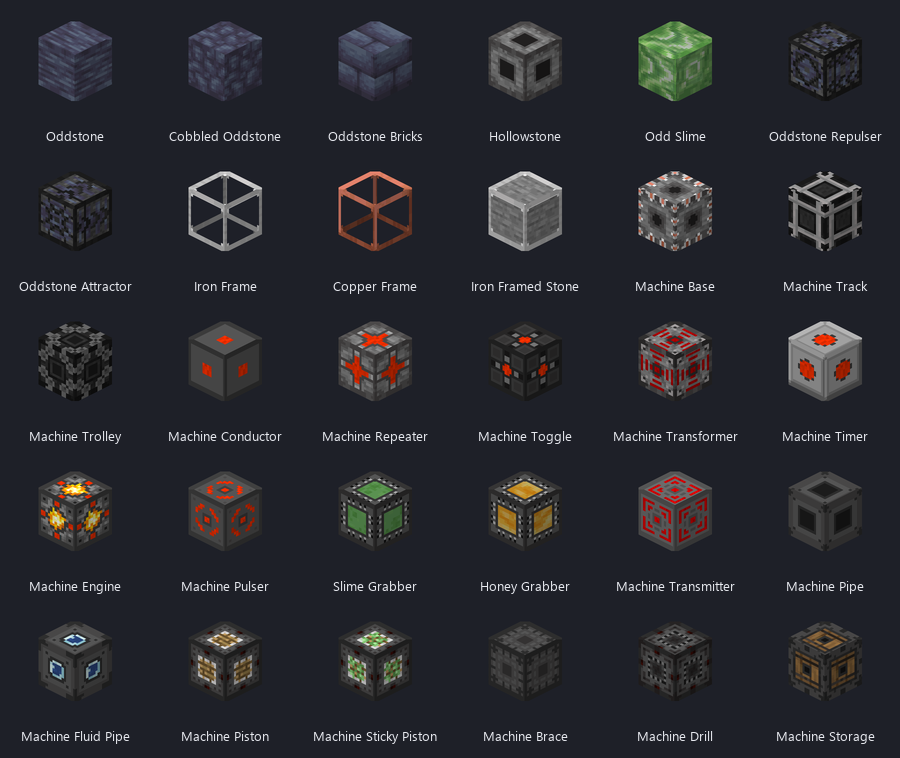 Oddstone Cobbled Oddstone Oddstone Bricks Hollowstone Odd Slime Oddstone Repulser
Oddstone Attractor Iron Frame Copper Frame Iron Framed Stone Machine Base Machine Track
Machine Trolley Machine Conductor Machine Repeater Machine Toggle Machine Transformer Machine Timer
Machine Engine Machine Pulser Slime Grabber Honey Grabber Machine Transmitter Machine Pipe
Machine Fluid Pipe Machine Piston Machine Sticky Piston Machine Brace Machine Drill Machine Storage